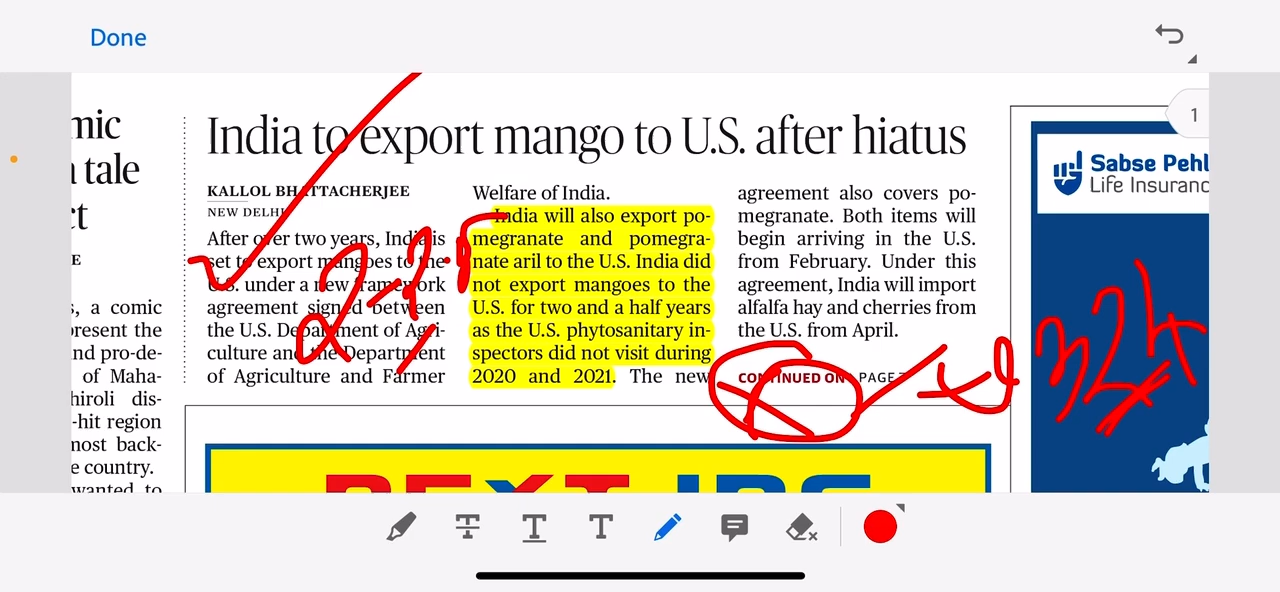 Done
1
mic
tale
ct
E
s, a comic
present the
nd pro-de-
of Maha-
hiroli dis-
-hit region
most back-
e country.
wanted to
India to export mango to U.S. after hiatus
KALLOL BHATTACHERJEE
NEW DELHI
After over two years, India is
set to export mangoes to the
U.S. under a new framework
agreement signed between
the U.S. Department of Agri-
culture and the Department
of Agriculture and Farmer
Welfare of India.
India will also export po-
megranate and pomegra-
nate aril to the U.S. India did
not export mangoes to the
U.S. for two and a half years
as the U.S. phytosanitary in-
spectors did not visit during
2020 and 2021. The new
agreement also covers po-
megranate. Both items will
begin arriving in the U.S.
from February. Under this
agreement, India will import
alfalfa hay and cherries from
the U.S. from April.
CONTINUED ON PAGE
Sabse Pehl
Life Insuranc
324
NEXT IAS
T
T
T